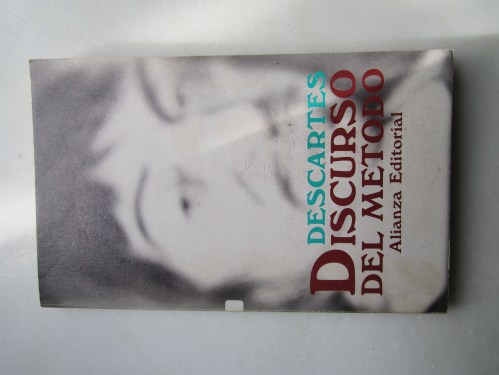 DESCARTES
DISCURSO
DEL METODO
Alianza Editorial